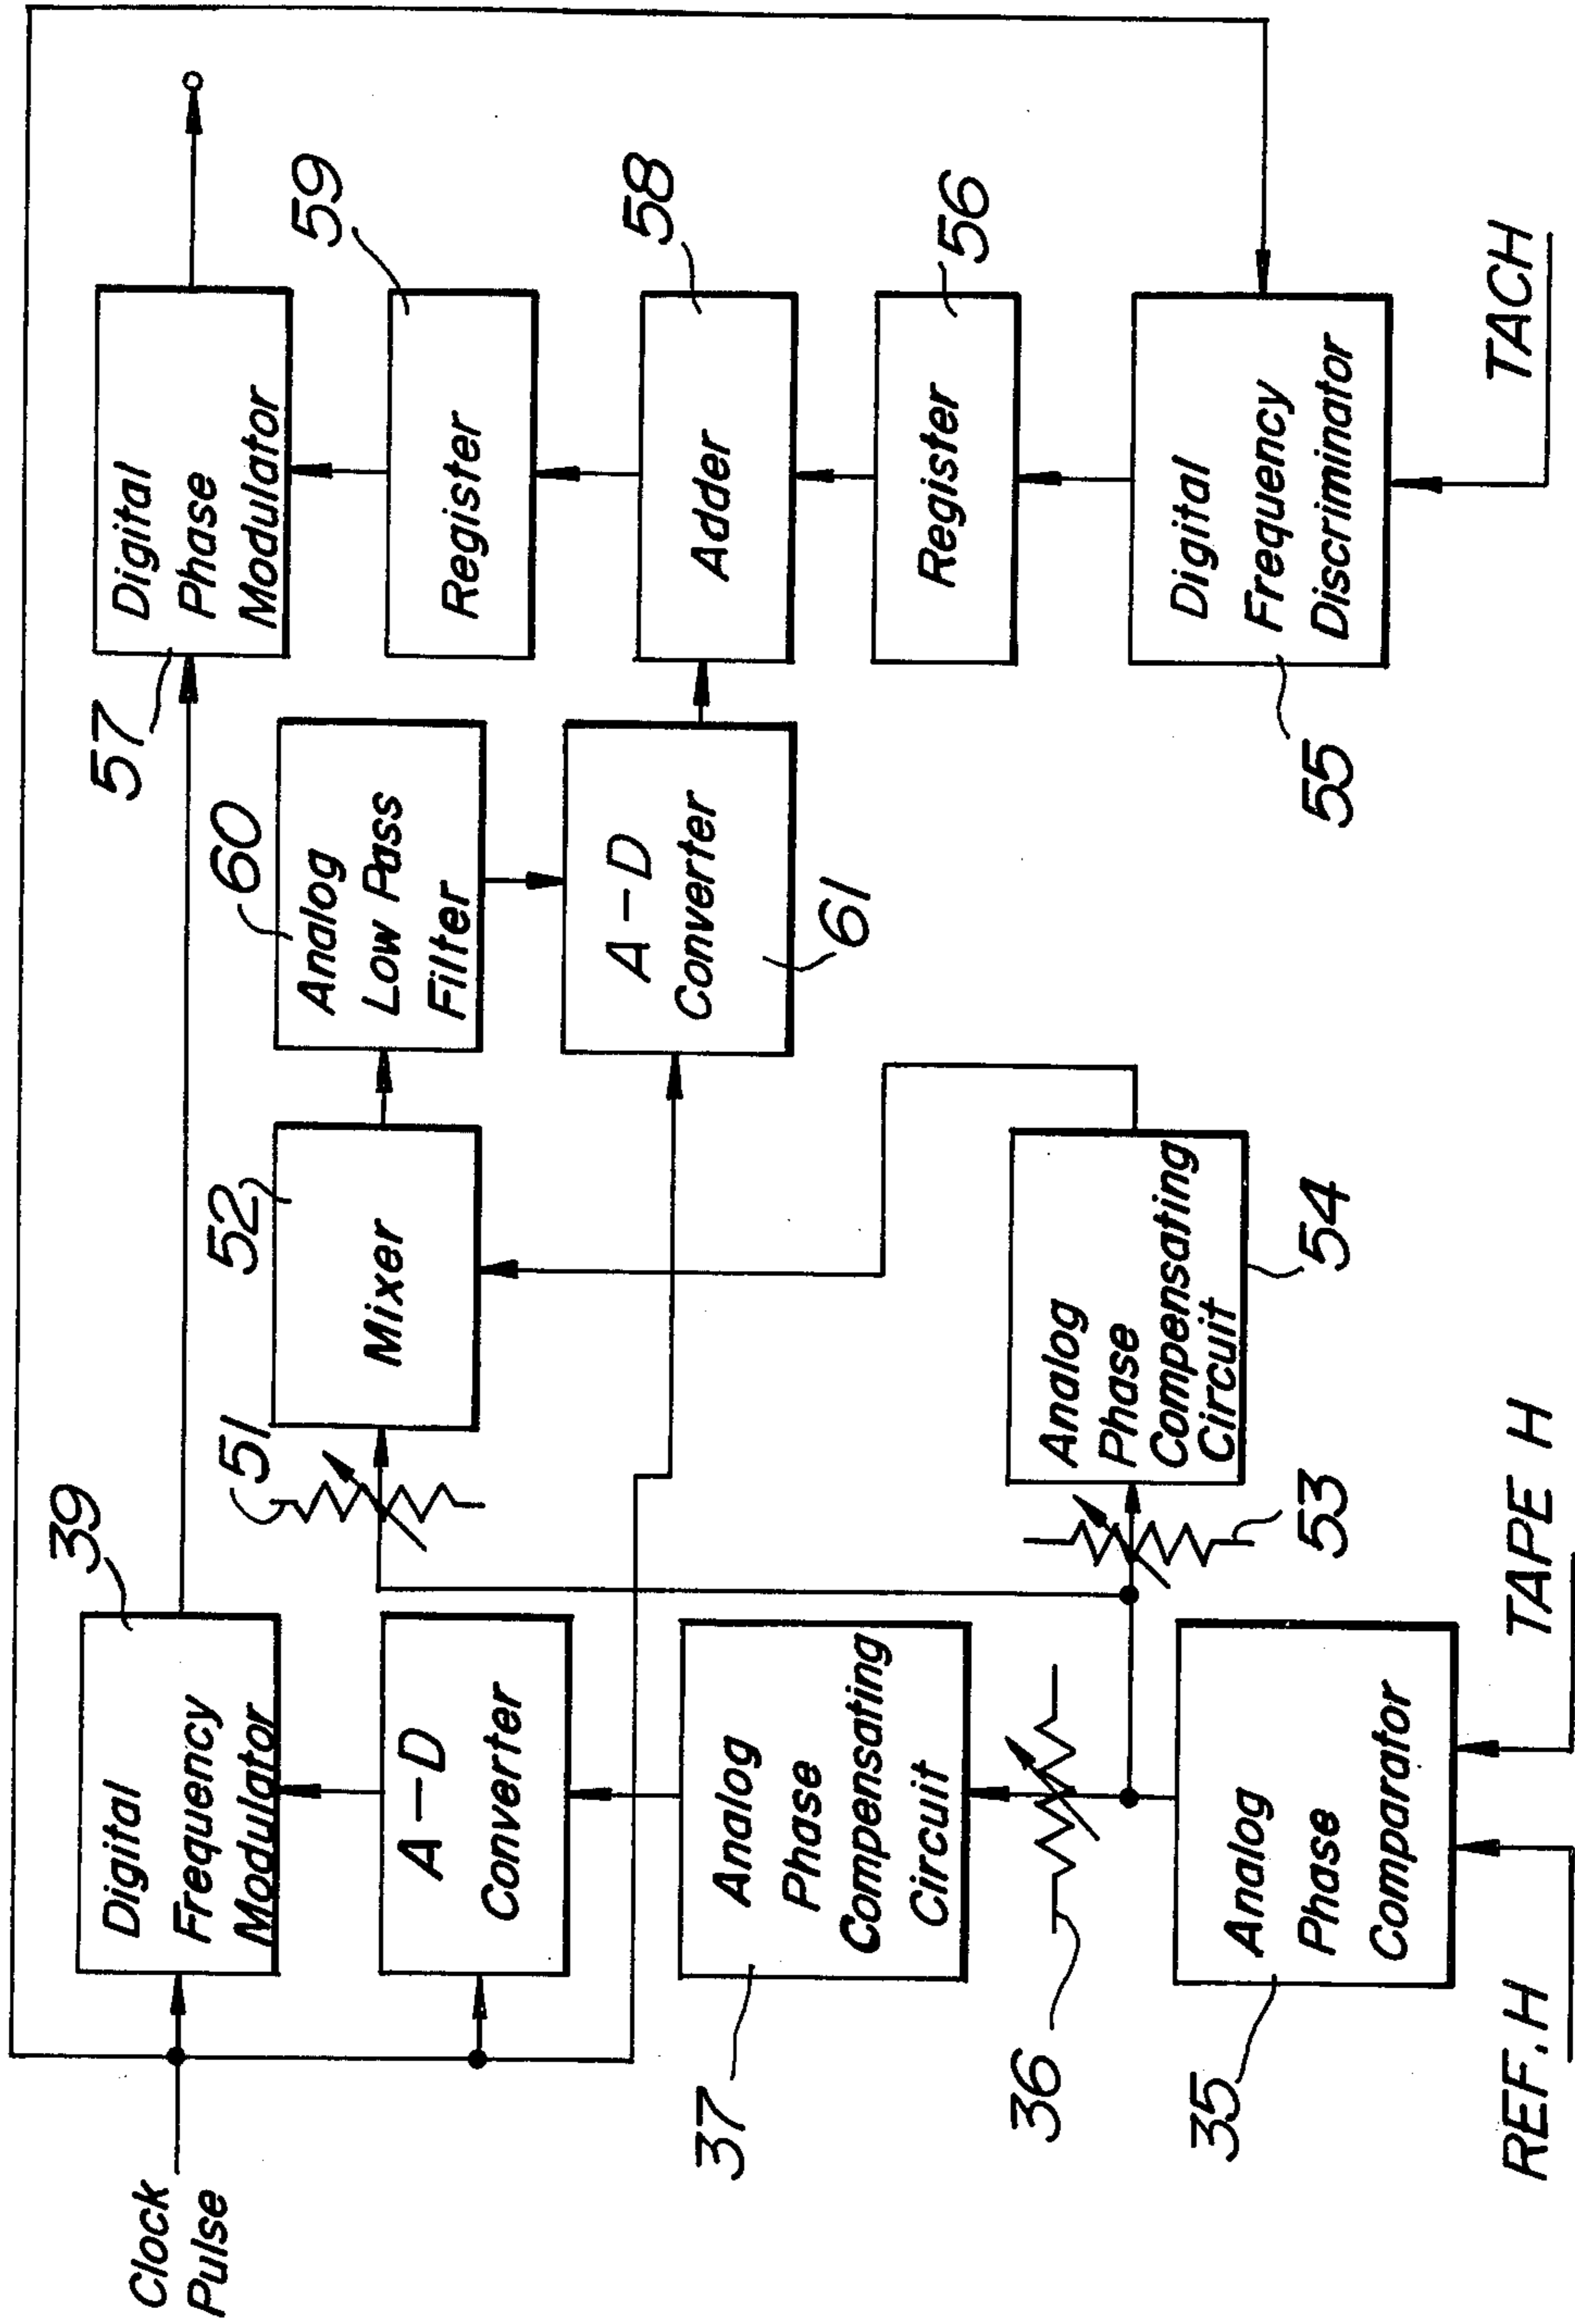 Clock
Pulse
39
Digital
Frequency
Modulator
57
Digital
Phase
Modulator
A-D
Converter
51
52
Mixer
60
Analog
Low Pass
Filter
59
Register
37
Analog
Phase
Compensating
Circuit
A-D
Converter
61
58
Adder
36
53
Analog
Phase
Compensating
Circuit
54
56
Register
35
Analog
Phase
Comparator
55
Digital
Frequency
Discriminator
REF. H
TAPE H
TACH